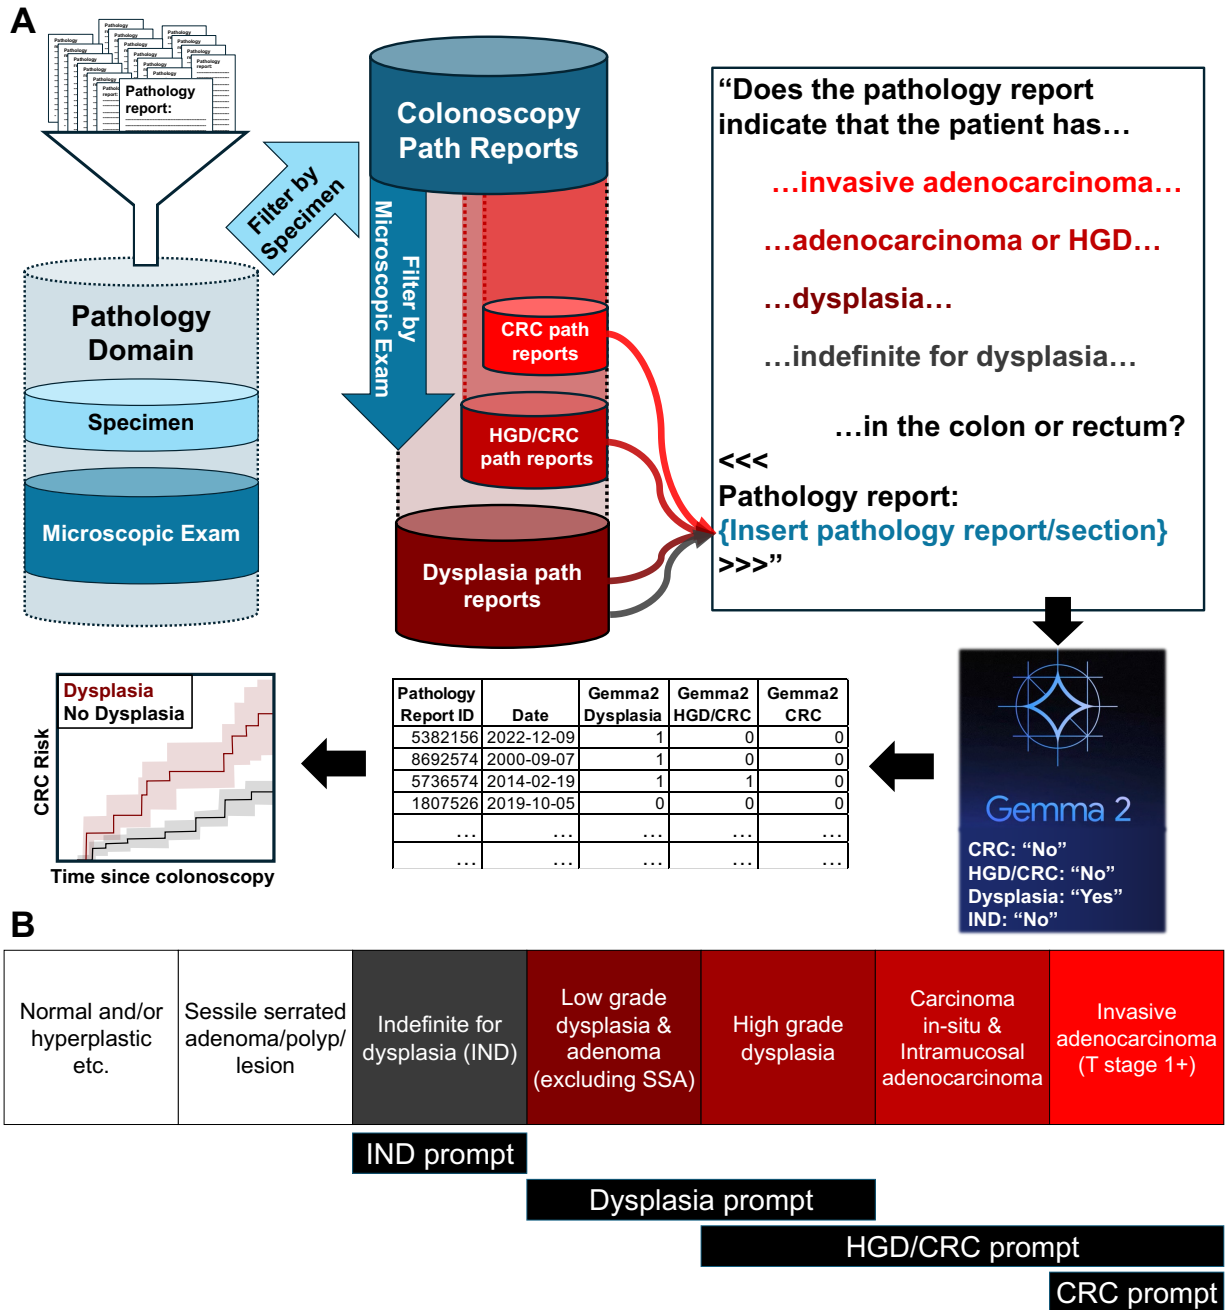 A
Pathology
report:
Filter by
Specimen
Pathology
Domain
Specimen
Microscopic Exam
Colonoscopy
Path Reports
Filter by
Microscopic Exam
CRC path
reports
HGD/CRC
path reports
Dysplasia path
reports
“Does the pathology report
indicate that the patient has…
…invasive adenocarcinoma…
…adenocarcinoma or HGD…
…dysplasia…
…indefinite for dysplasia…
…in the colon or rectum?
<<<
Pathology report:
{Insert pathology report/section}
>>>”
Gemma 2
CRC: “No”
HGD/CRC: “No”
Dysplasia: “Yes”
IND: “No”
Pathology Report ID Date Gemma2 Dysplasia Gemma2 HGD/CRC Gemma2 CRC
5382156 2022-12-09 1 0 0
8692574 2000-09-07 1 0 0
5736574 2014-02-19 1 1 0
1807526 2019-10-05 0 0 0
… … … … …
… … … … …
Dysplasia
No Dysplasia
CRC Risk
Time since colonoscopy
B
Normal and/or
hyperplastic
etc.
Sessile serrated
adenoma/polyp/
lesion
Indefinite for
dysplasia (IND)
Low grade
dysplasia &
adenoma
(excluding SSA)
High grade
dysplasia
Carcinoma
in-situ &
Intramucosal
adenocarcinoma
Invasive
adenocarcinoma
(T stage 1+)
IND prompt
Dysplasia prompt
HGD/CRC prompt
CRC prompt